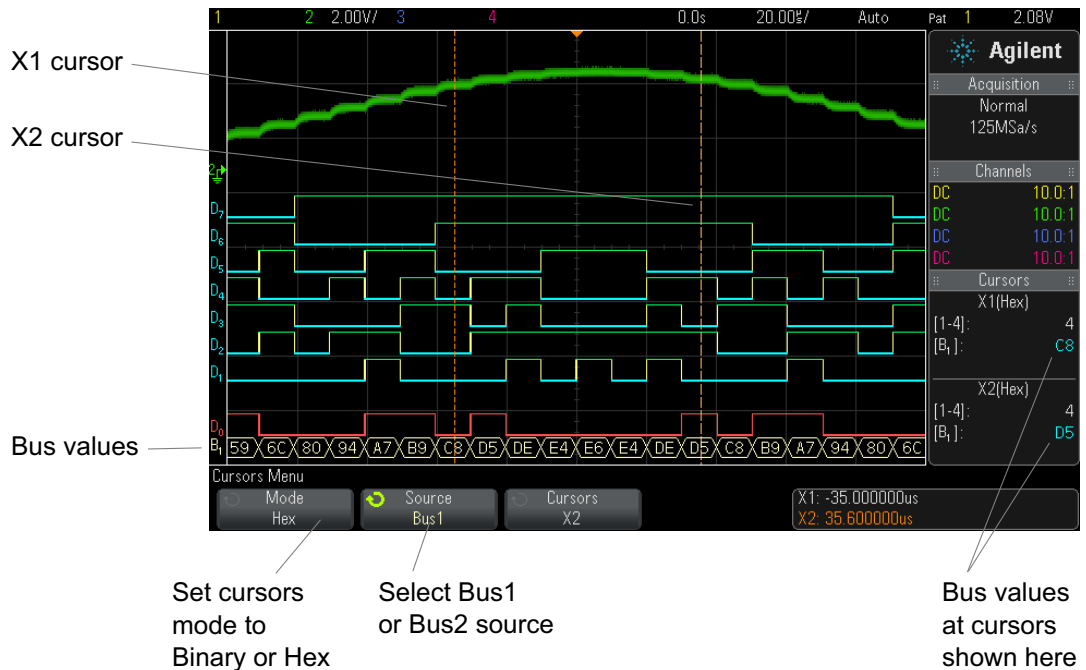 1 2 2.00V/ 3 4 0.0s 20.00㎲/ Auto Pat 1 2.08V
X1 cursor
X2 cursor
Agilent
Acquisition
Normal
125MSa/s
Channels
DC 10.0:1
DC 10.0:1
DC 10.0:1
DC 10.0:1
Cursors
X1(Hex)
[1-4]: 4
[B1]: C8
X2(Hex)
[1-4]: 4
[B1]: D5
2
D7
D6
D5
D4
D3
D2
D1
D0
Bus values
B1 59 6C 80 94 A7 B9 C8 D5 DE E4 E6 E4 DE D5 C8 B9 A7 94 80 6C
Cursors Menu
Mode
Hex
Source
Bus1
Cursors
X2
X1: -35.000000us
X2: 35.600000us
Set cursors
mode to
Binary or Hex
Select Bus1
or Bus2 source
Bus values
at cursors
shown here